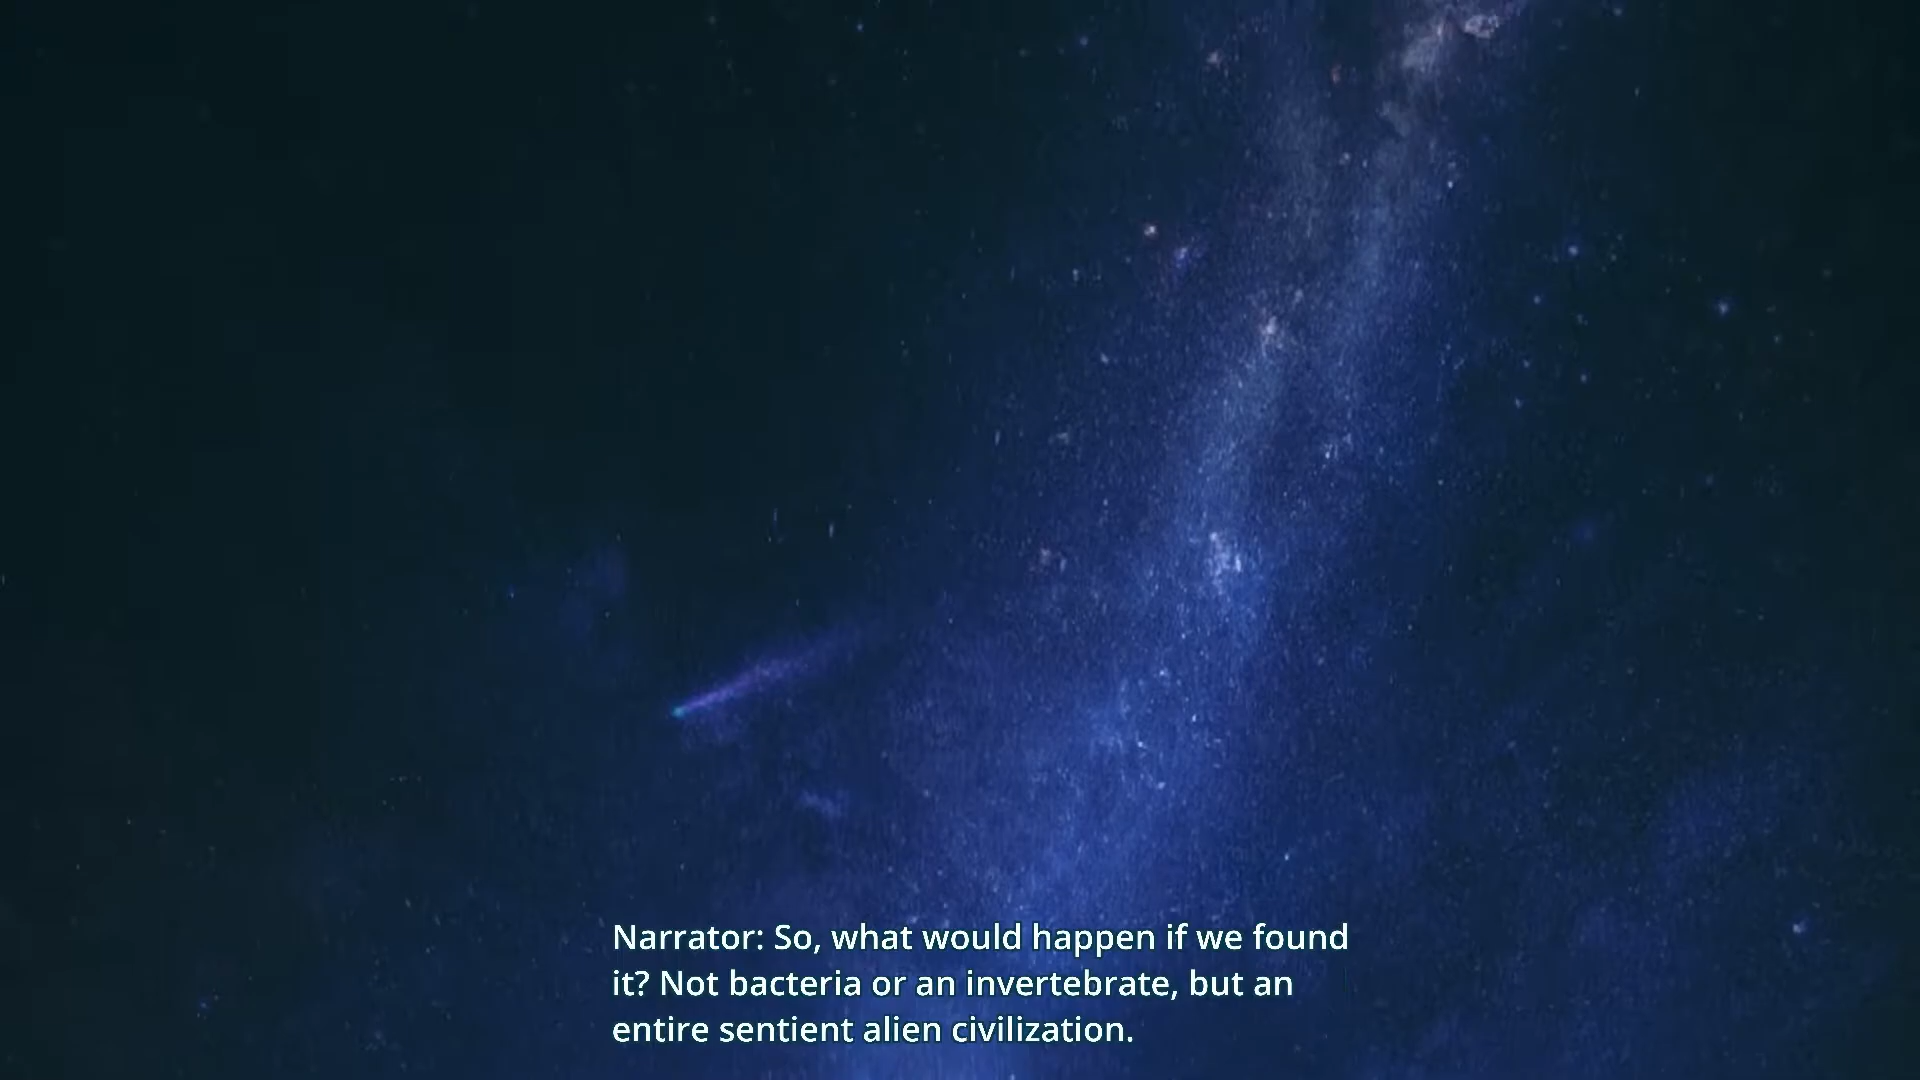 Narrator: So, what would happen if we found
it? Not bacteria or an invertebrate, but an
entire sentient alien civilization.